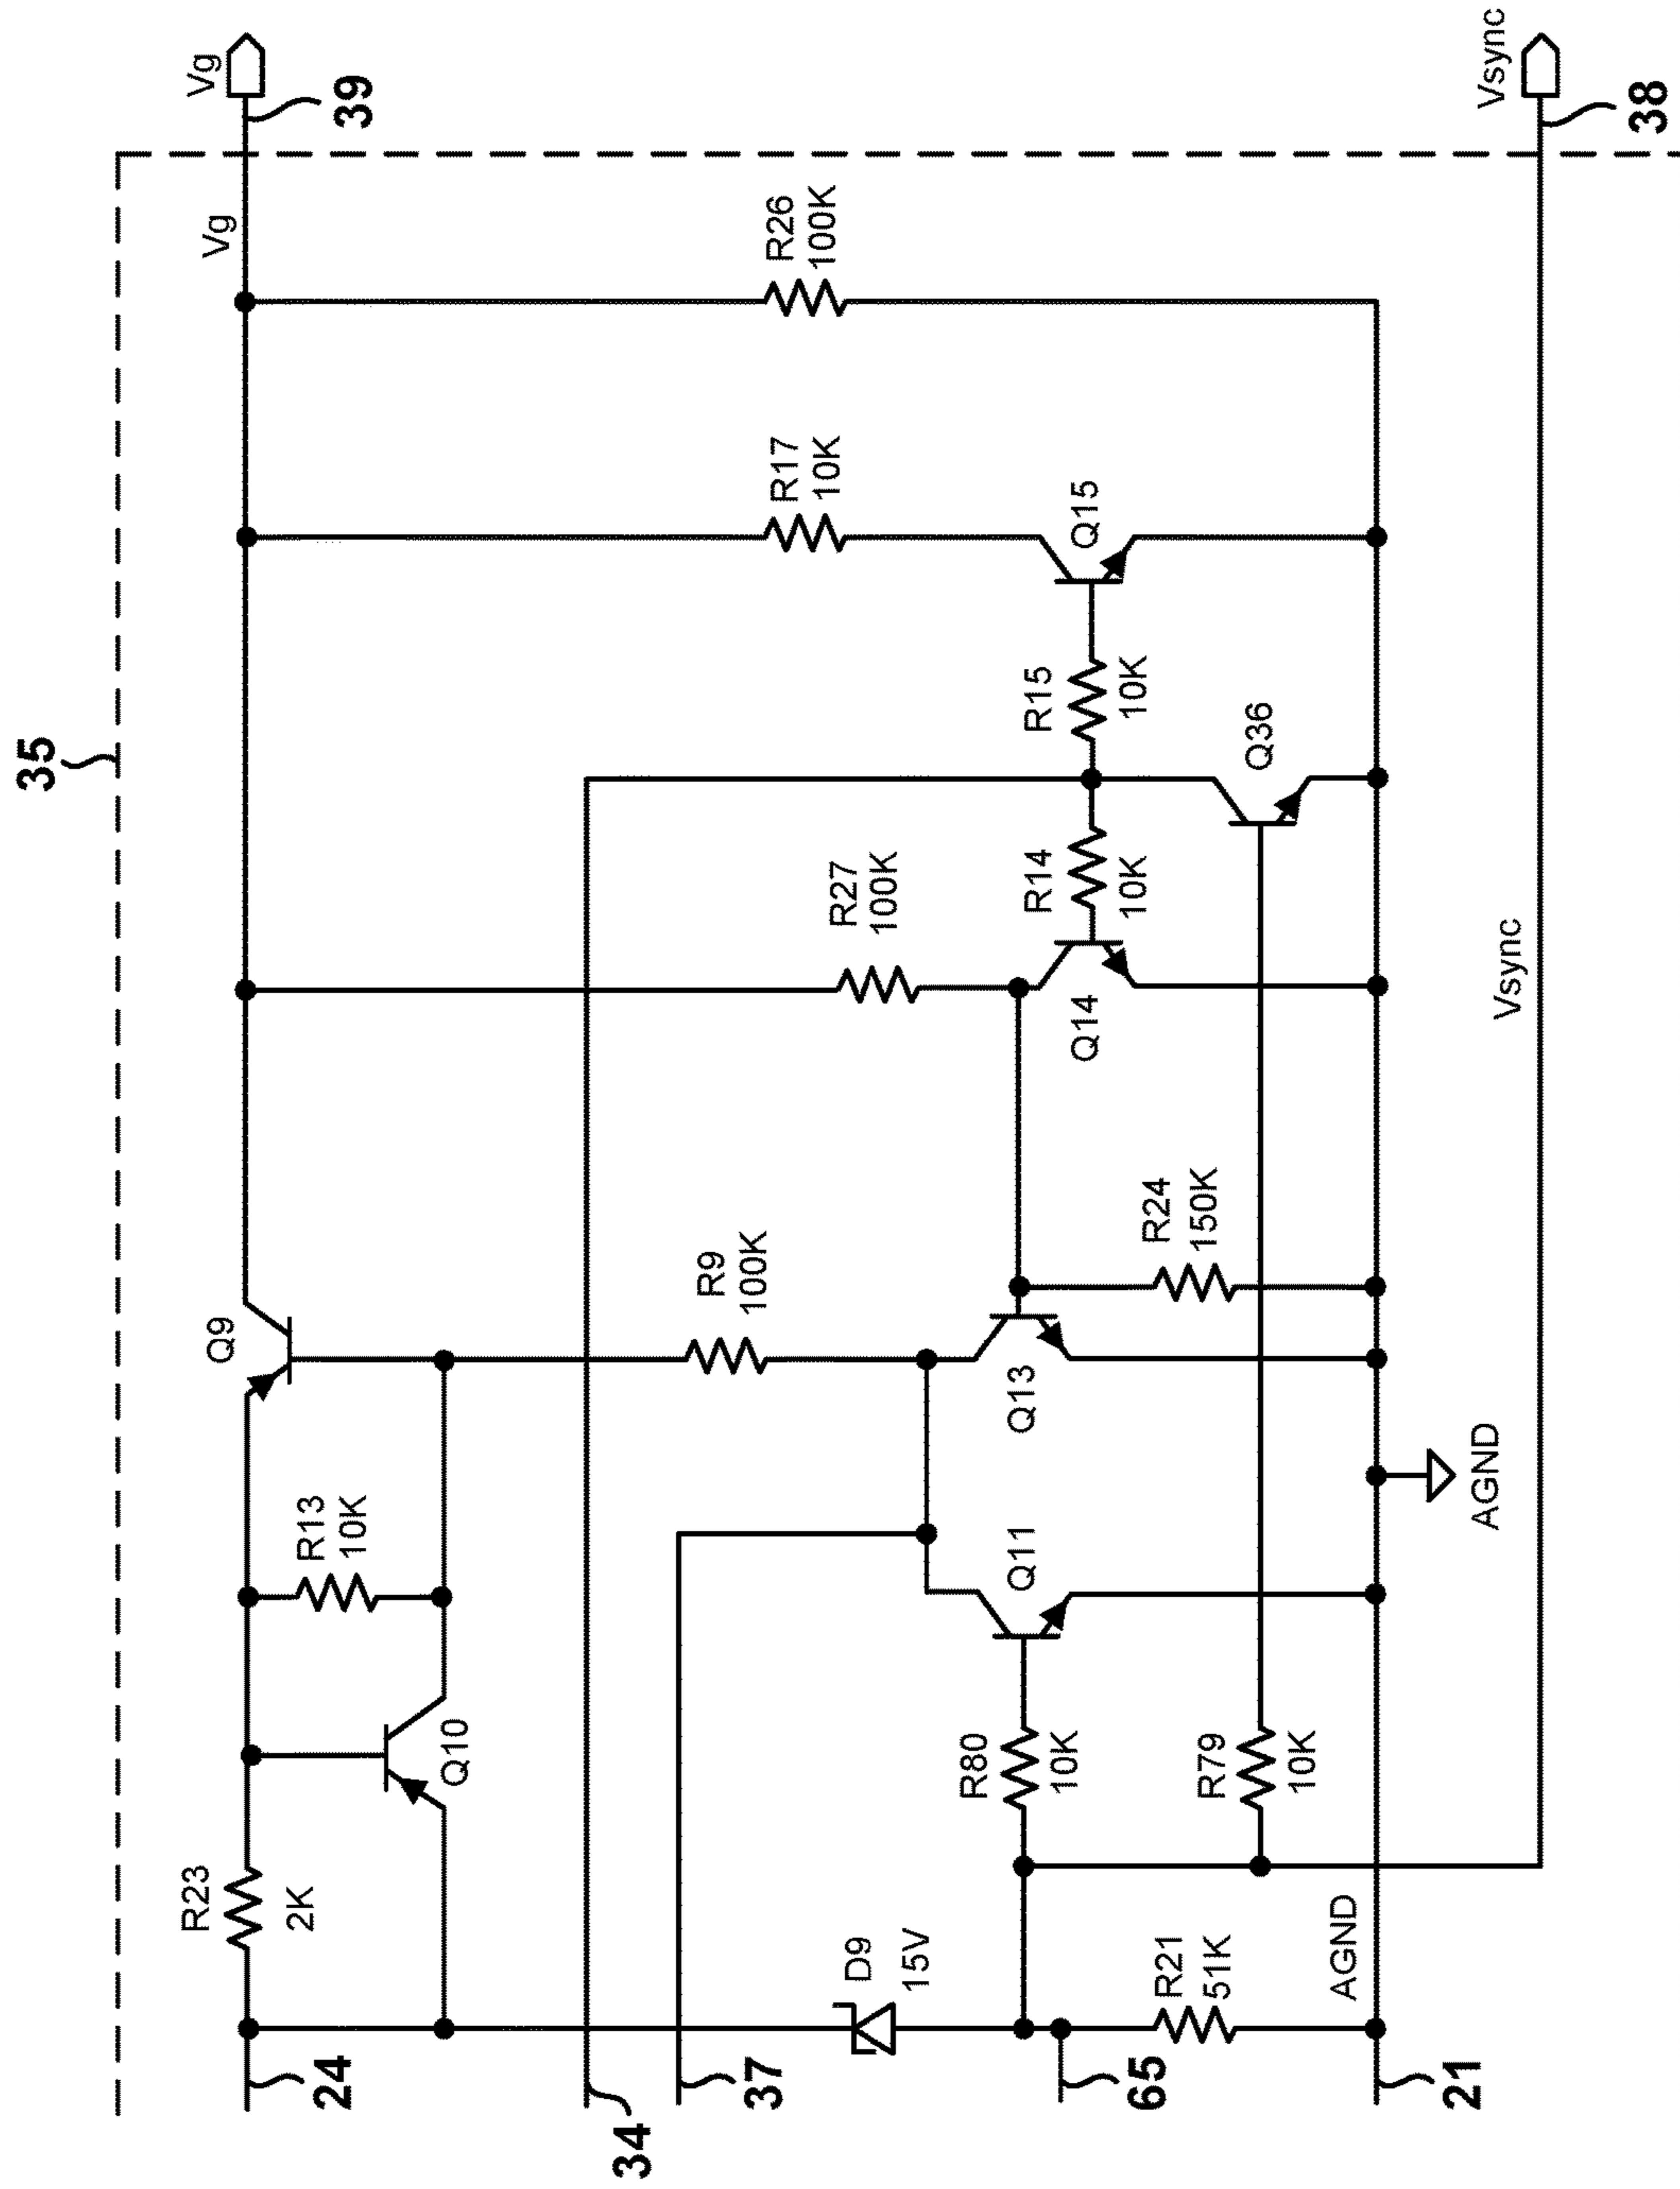 35
Vg
39
Vg
Q9
R23
2K
R13
10K
Q10
24
34
37
R9
100K
R27
100K
R17
10K
R26
100K
D9
15V
R80
10K
Q11
Q13
Q14
R14
10K
R15
10K
Q15
R24
150K
Q36
R79
10K
65
R21
51K
AGND
21
AGND
Vsync
Vsync
38